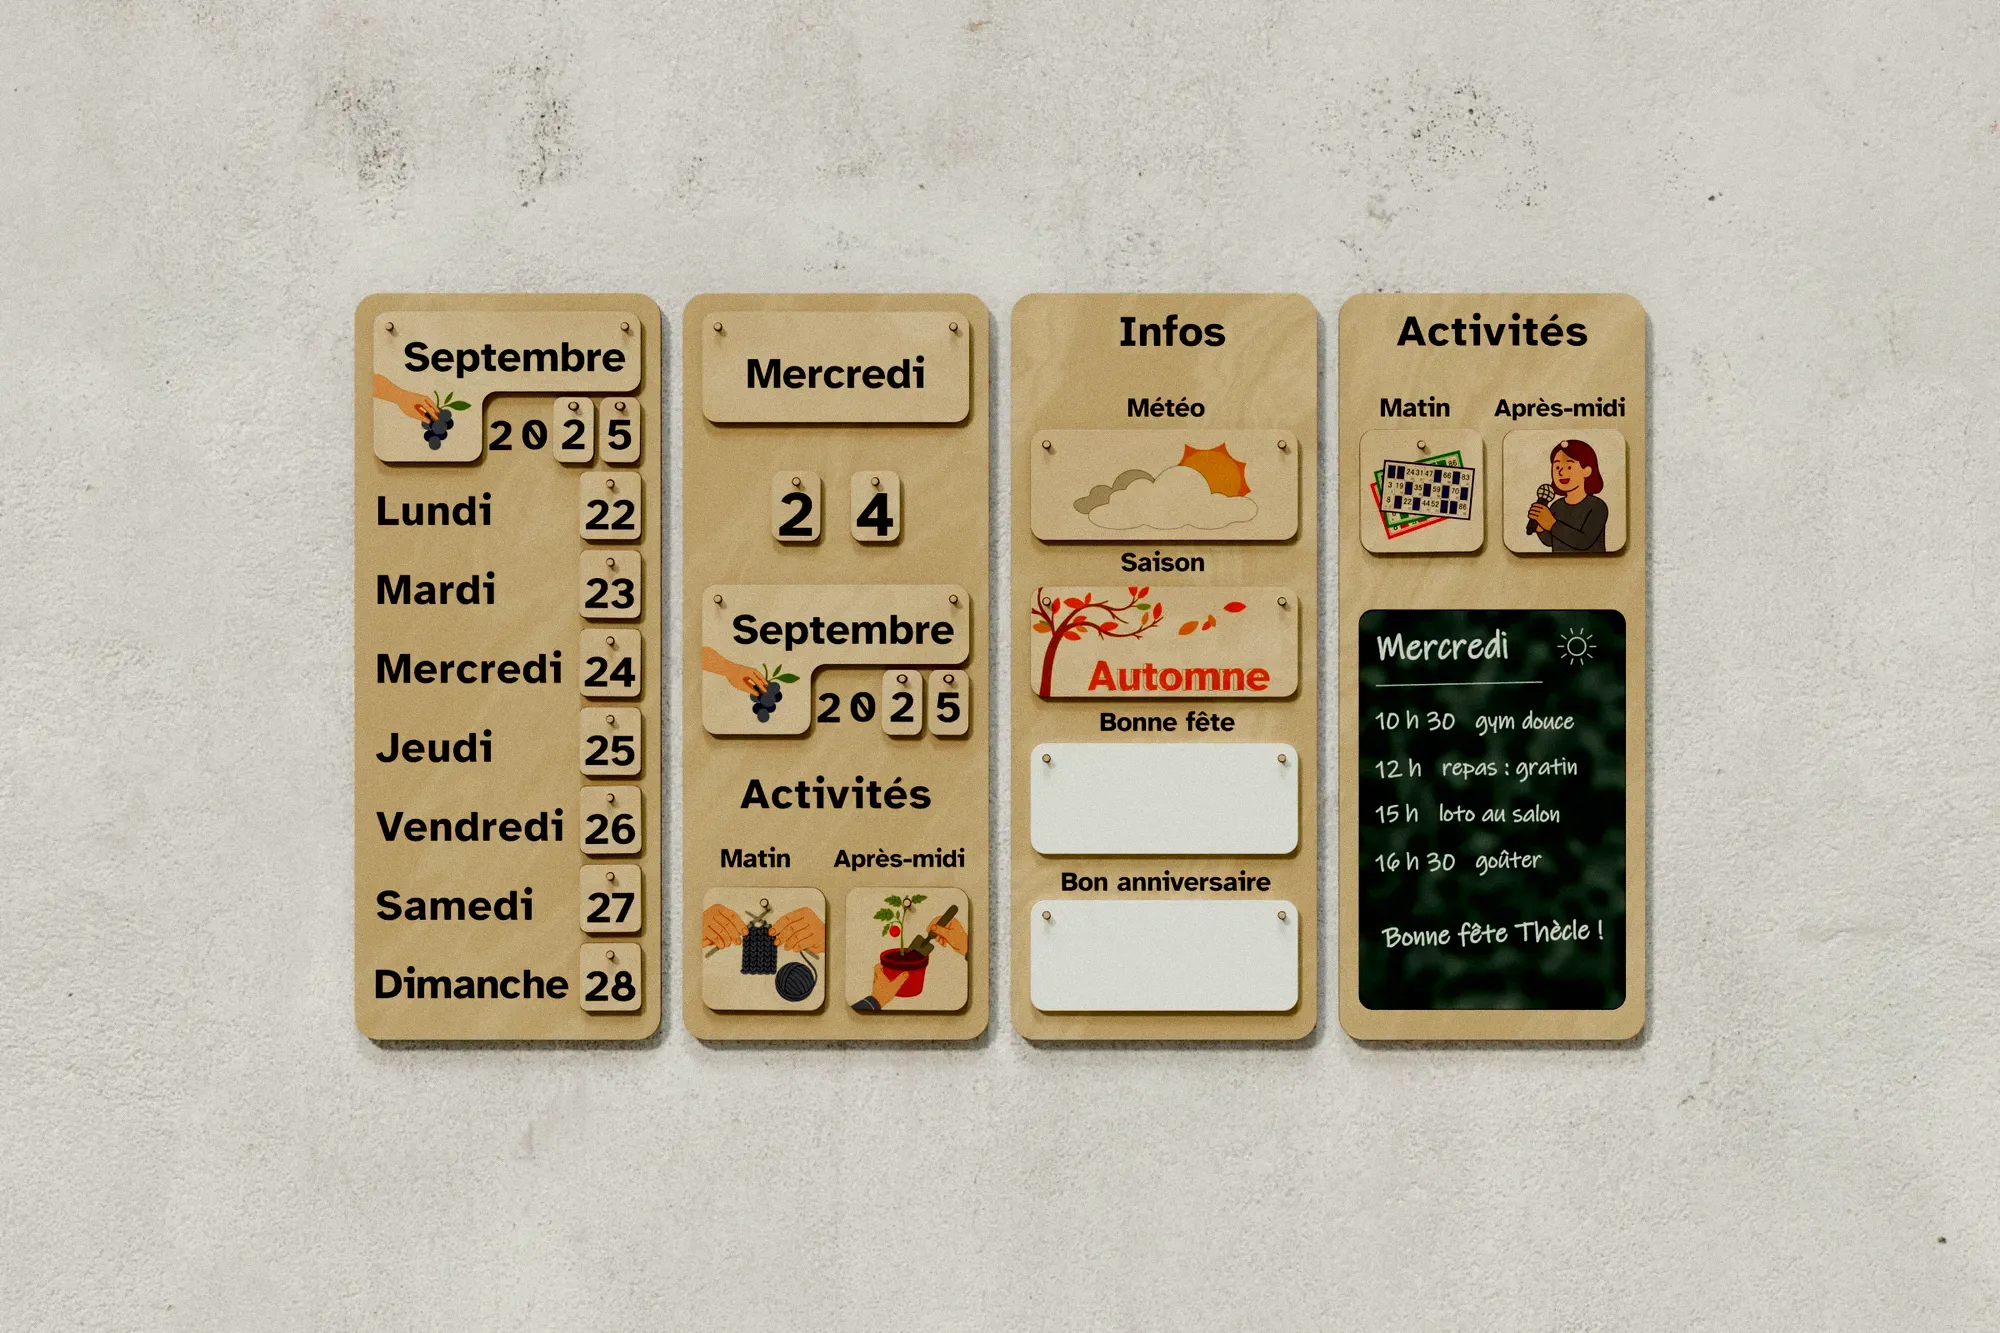 Septembre
2025
Lundi 22
Mardi 23
Mercredi 24
Jeudi 25
Vendredi 26
Samedi 27
Dimanche 28
Mercredi
24
Septembre
2025
Activités
Matin Après-midi
Infos
Météo
Saison
Automne
Bonne fête
Bon anniversaire
Activités
Matin Après-midi
Mercredi
10 h 30 gym douce
12 h repas : gratin
15 h loto au salon
16 h 30 goûter
Bonne fête Thècle !